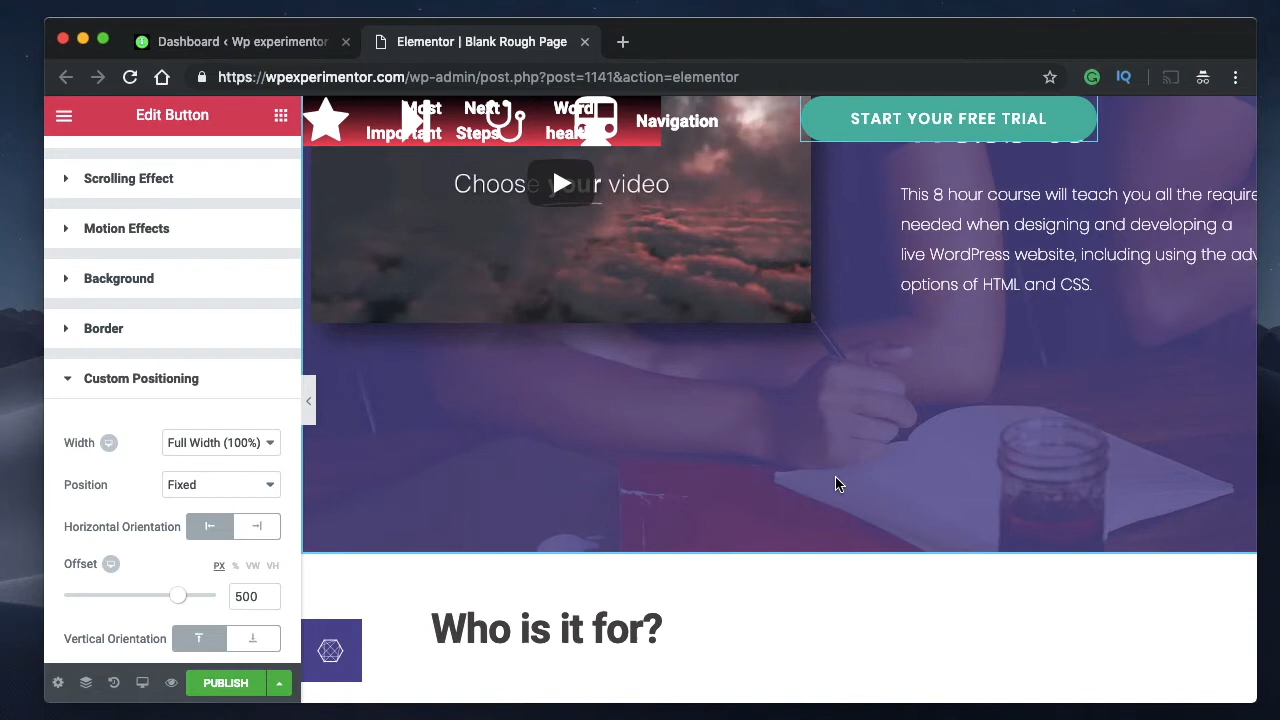 Dashboard ‹ Wp experimentor
Elementor | Blank Rough Page
https://wpexperimentor.com/wp-admin/post.php?post=1141&action=elementor
IQ
Edit Button
Scrolling Effect
Motion Effects
Background
Border
Custom Positioning
Width
Full Width (100%)
Position
Fixed
Horizontal Orientation
Offset
PX
%
VW
VH
500
Vertical Orientation
PUBLISH
Most
Important
Next
Steps
Word
Navigation
START YOUR FREE TRIAL
Choose your video
This 8 hour course will teach you all the require
needed when designing and developing a
live WordPress website, including using the adv
options of HTML and CSS.
Who is it for?